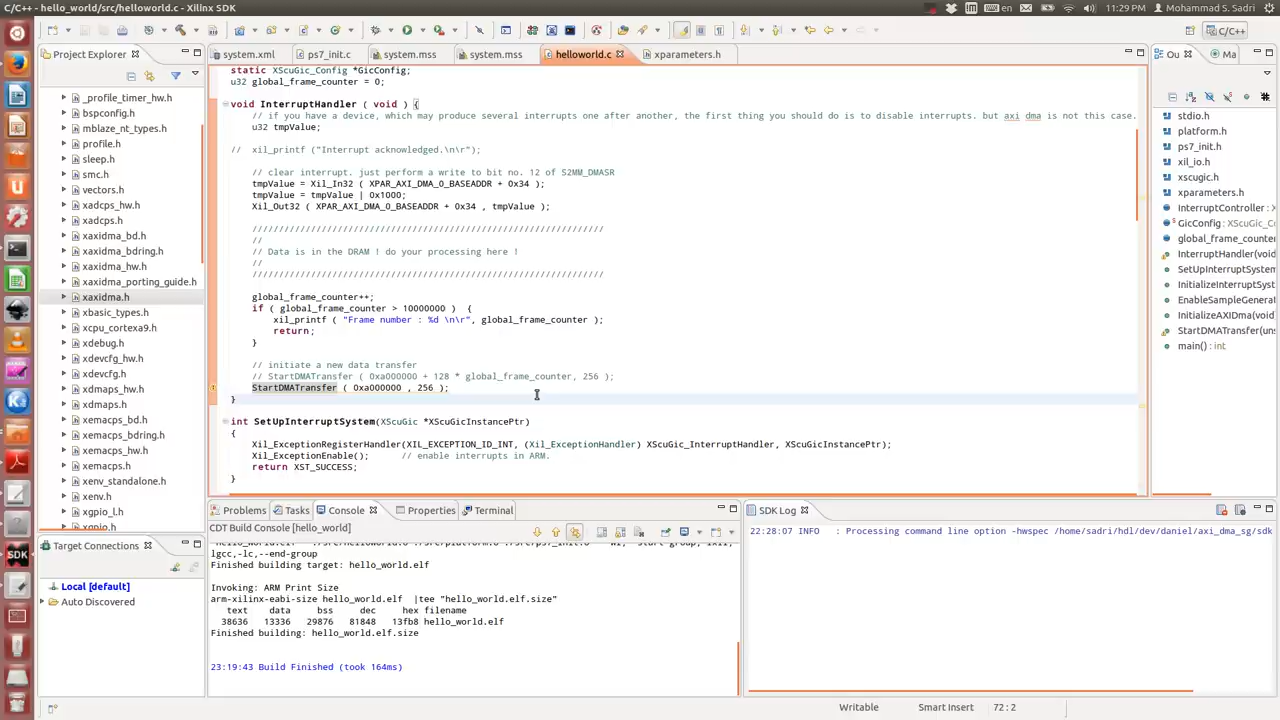 C/C++ - hello_world/src/helloworld.c - Xilinx SDK
en
11:29 PM
Mohammad S. Sadri
C/C++
Project Explorer
_profile_timer_hw.h
bspconfig.h
mblaze_nt_types.h
profile.h
sleep.h
smc.h
vectors.h
xadcps_hw.h
xadcps.h
xaxidma_bd.h
xaxidma_bdring.h
xaxidma_hw.h
xaxidma_porting_guide.h
xaxidma.h
xbasic_types.h
xcpu_cortexa9.h
xdebug.h
xdevcfg_hw.h
xdevcfg.h
xdmaps_hw.h
xdmaps.h
xemacps_bd.h
xemacps_bdring.h
xemacps_hw.h
xemacps.h
xenv_standalone.h
xenv.h
xgpio_l.h
xgpio.h
Target Connections
Local [default]
Auto Discovered
system.xml
ps7_init.c
system.mss
system.mss
helloworld.c
xparameters.h
static XScuGic_Config *GicConfig;
u32 global_frame_counter = 0;
void InterruptHandler ( void ) {
// if you have a device, which may produce several interrupts one after another, the first thing you should do is to disable interrupts. but axi dma is not this case.
u32 tmpValue;
// xil_printf ("Interrupt acknowledged.\n\r");
// clear interrupt. just perform a write to bit no. 12 of S2MM_DMASR
tmpValue = Xil_In32 ( XPAR_AXI_DMA_0_BASEADDR + 0x34 );
tmpValue = tmpValue | 0x1000;
Xil_Out32 ( XPAR_AXI_DMA_0_BASEADDR + 0x34 , tmpValue );
//////////////////////////////////////////////////////////////////
//
// Data is in the DRAM ! do your processing here !
//
//////////////////////////////////////////////////////////////////
global_frame_counter++;
if ( global_frame_counter > 10000000 ) {
xil_printf ( "Frame number : %d \n\r", global_frame_counter );
return;
}
// initiate a new data transfer
// StartDMATransfer ( 0xa000000 + 128 * global_frame_counter, 256 );
StartDMATransfer ( 0xa000000 , 256 );
}
int SetUpInterruptSystem(XScuGic *XScuGicInstancePtr)
{
Xil_ExceptionRegisterHandler(XIL_EXCEPTION_ID_INT, (Xil_ExceptionHandler) XScuGic_InterruptHandler, XScuGicInstancePtr);
Xil_ExceptionEnable(); // enable interrupts in ARM.
return XST_SUCCESS;
}
Ou
Ma
stdio.h
platform.h
ps7_init.h
xil_io.h
xscugic.h
xparameters.h
InterruptController : X
GicConfig : XScuGic_C
global_frame_counter
InterruptHandler(void
SetUpInterruptSystem
InitializeInterruptSyst
EnableSampleGenera
InitializeAXIDma(void
StartDMATransfer(uns
main() : int
Problems
Tasks
Console
Properties
Terminal
CDT Build Console [hello_world]
lgcc,-lc,--end-group
Finished building target: hello_world.elf
Invoking: ARM Print Size
arm-xilinx-eabi-size hello_world.elf |tee "hello_world.elf.size"
text data bss dec hex filename
38636 13336 29876 81848 13fb8 hello_world.elf
Finished building: hello_world.elf.size
23:19:43 Build Finished (took 164ms)
SDK Log
22:28:07 INFO : Processing command line option -hwspec /home/sadri/hdl/dev/daniel/axi_dma_sg/sdk
Writable
Smart Insert
72 : 2